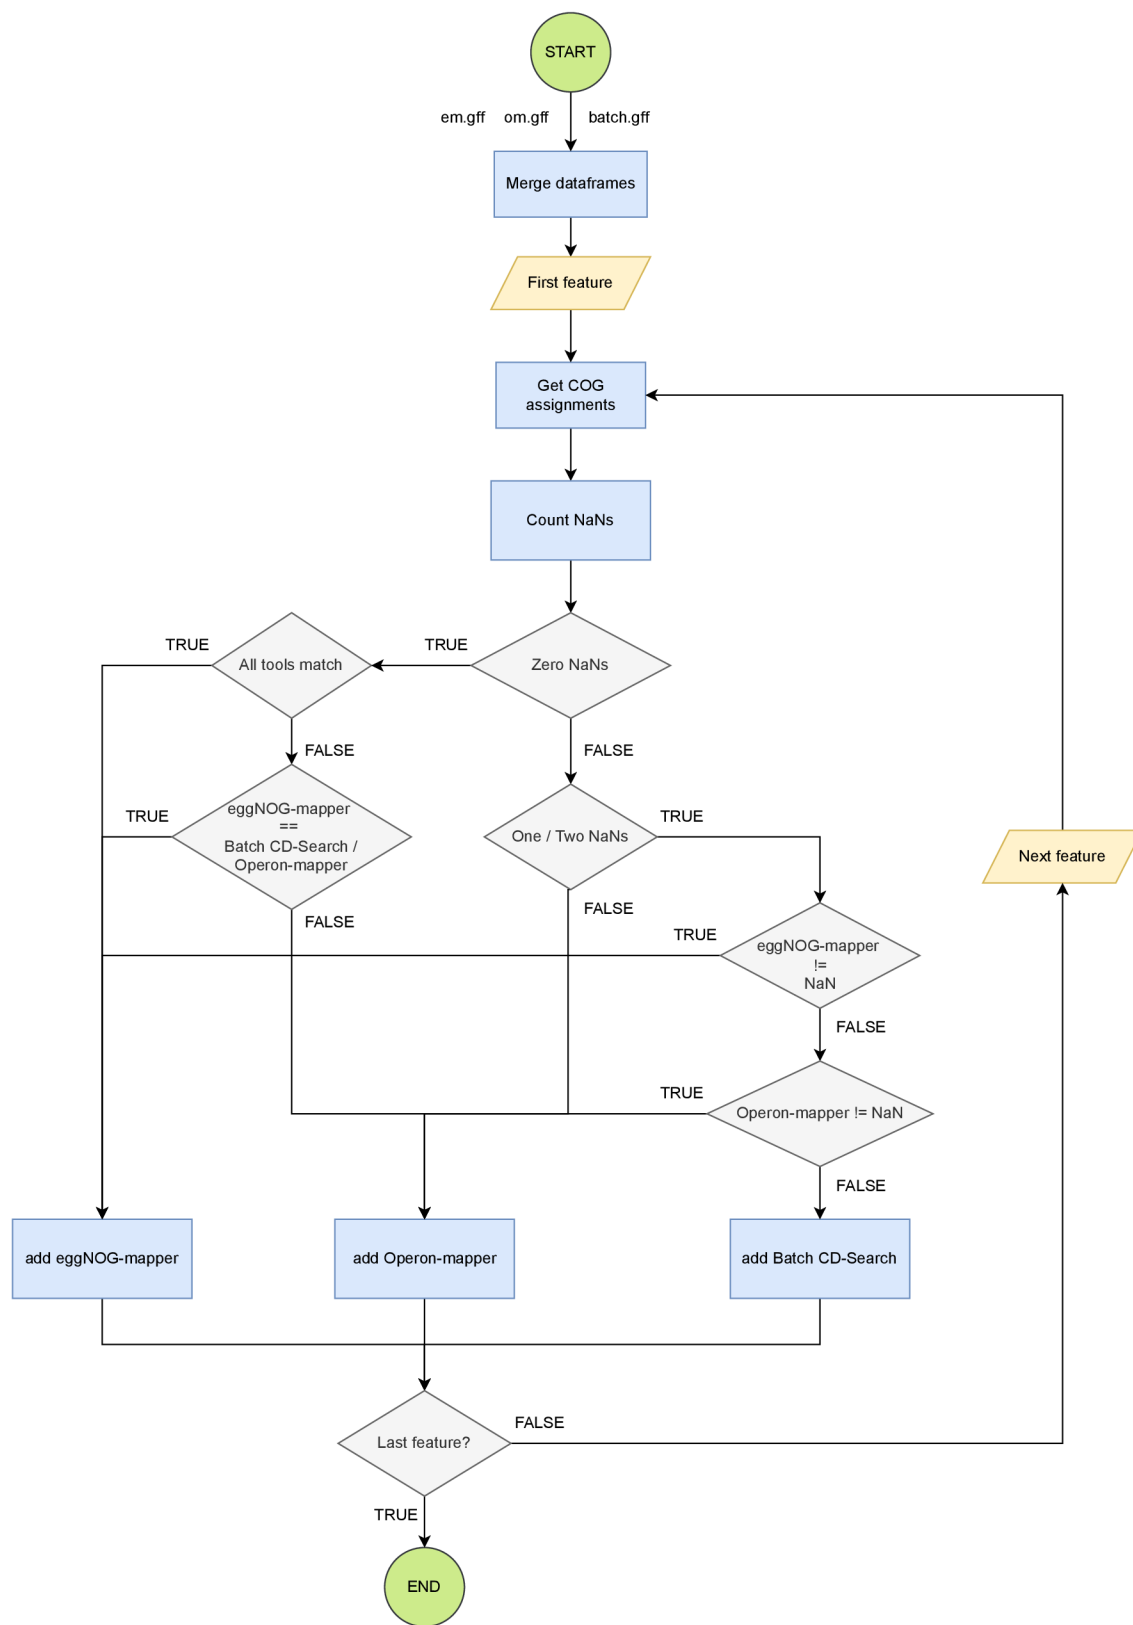 START
em.gff om.gff batch.gff
Merge dataframes
First feature
Get COG
assignments
Count NaNs
TRUE
All tools match
TRUE
Zero NaNs
FALSE
FALSE
TRUE
eggNOG-mapper
==
Batch CD-Search /
Operon-mapper
One / Two NaNs
TRUE
Next feature
FALSE
FALSE
TRUE
eggNOG-mapper
!=
NaN
FALSE
TRUE
Operon-mapper != NaN
FALSE
add eggNOG-mapper
add Operon-mapper
add Batch CD-Search
Last feature?
FALSE
TRUE
END